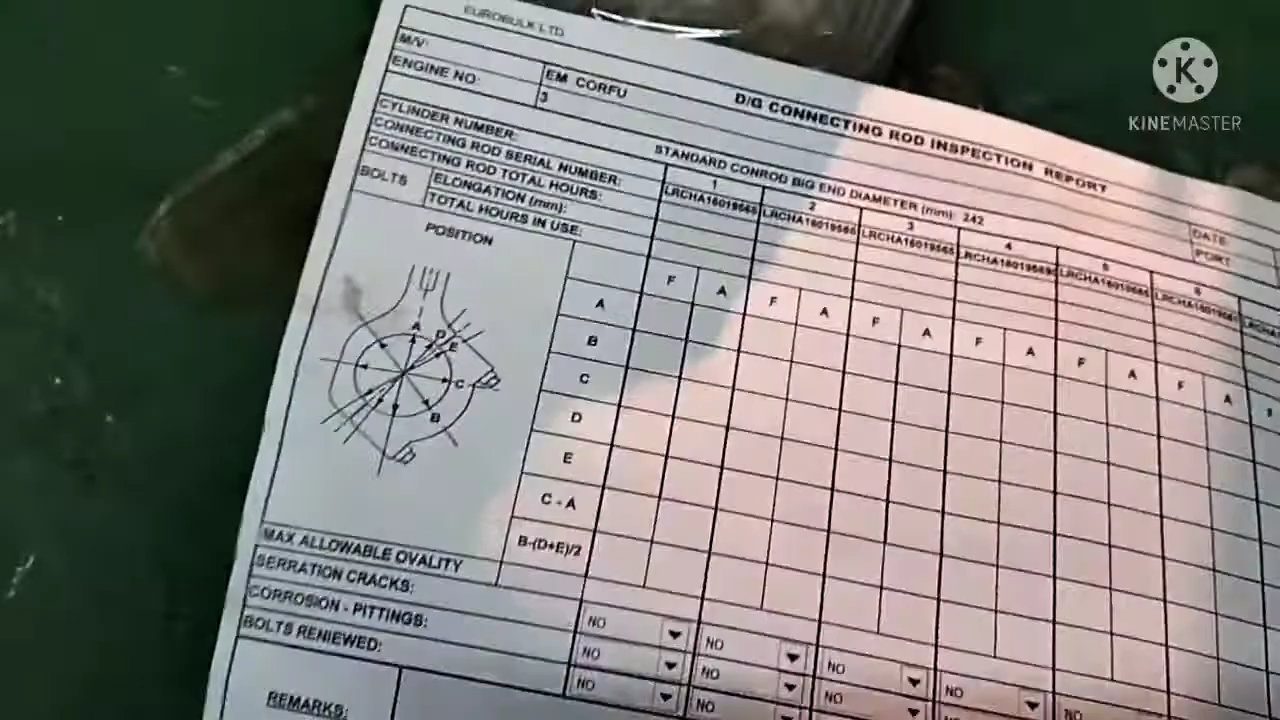 EUROBULK LTD
D/G CONNECTING ROD INSPECTION REPORT
M/V: EM CORFU
ENGINE NO: 3
STANDARD CONROD BIG END DIAMETER (mm): 242
DATE
PORT
CYLINDER NUMBER: 1 2 3 4 5 6
CONNECTING ROD SERIAL NUMBER:
CONNECTING ROD TOTAL HOURS:
BOLTS ELONGATION (mm):
TOTAL HOURS IN USE:
POSITION
F A F A F A F A F A F A
A
B
C
D
E
C - A
B-(D+E)/2
A
D
E
C
B
MAX ALLOWABLE OVALITY
SERRATION CRACKS: NO NO NO NO NO
CORROSION - PITTINGS: NO NO NO
BOLTS RENIEWED: NO NO
REMARKS:
K
KINEMASTER